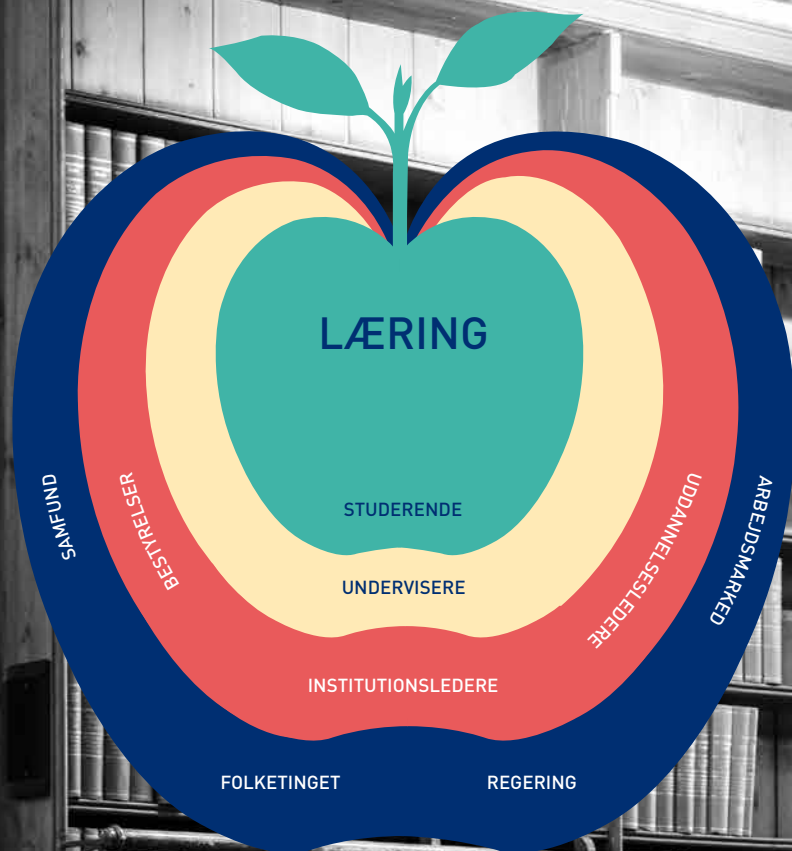 LÆRING
STUDERENDE
UNDERVISERE
BESTYRELSER
INSTITUTIONSLEDERE
UDDANNELSESLEDERE
SAMFUND
FOLKETINGET
REGERING
ARBEJDSMARKED